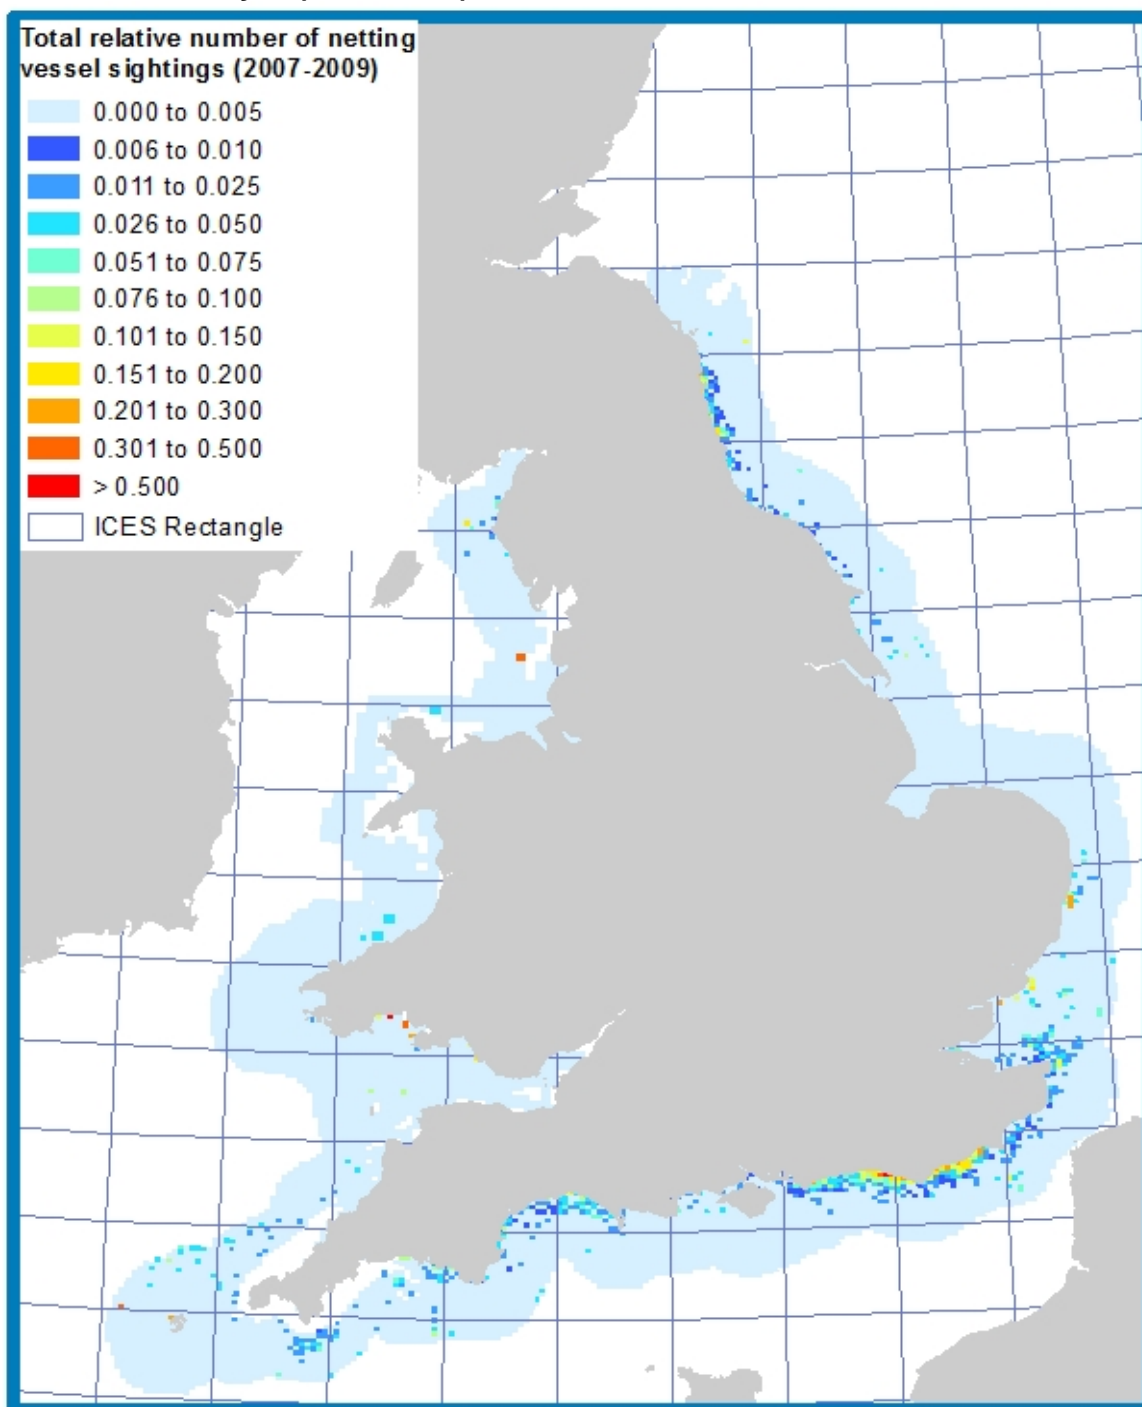 Total relative number of netting
vessel sightings (2007-2009)
0.000 to 0.005
0.006 to 0.010
0.011 to 0.025
0.026 to 0.050
0.051 to 0.075
0.076 to 0.100
0.101 to 0.150
0.151 to 0.200
0.201 to 0.300
0.301 to 0.500
> 0.500
ICES Rectangle